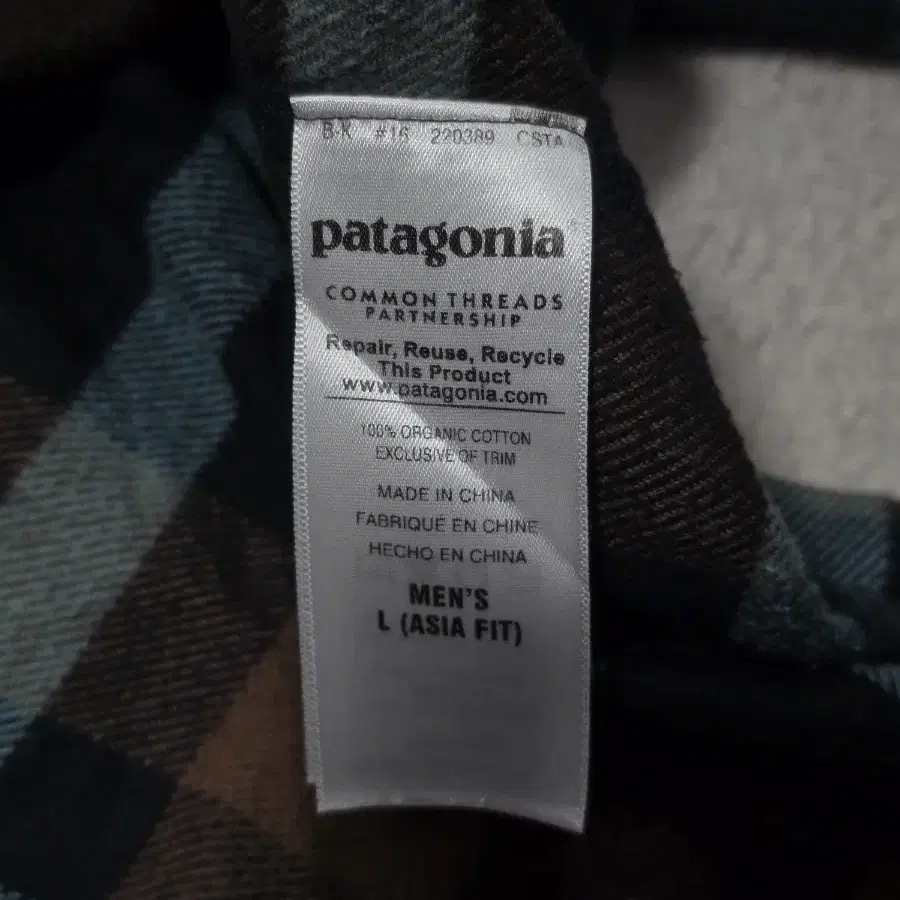 B-K #16 220389 CSTA
patagonia
COMMON THREADS
PARTNERSHIP
Repair, Reuse, Recycle
This Product
www.patagonia.com
100% ORGANIC COTTON
EXCLUSIVE OF TRIM
MADE IN CHINA
FABRIQUÉ EN CHINE
HECHO EN CHINA
MEN'S
L (ASIA FIT)